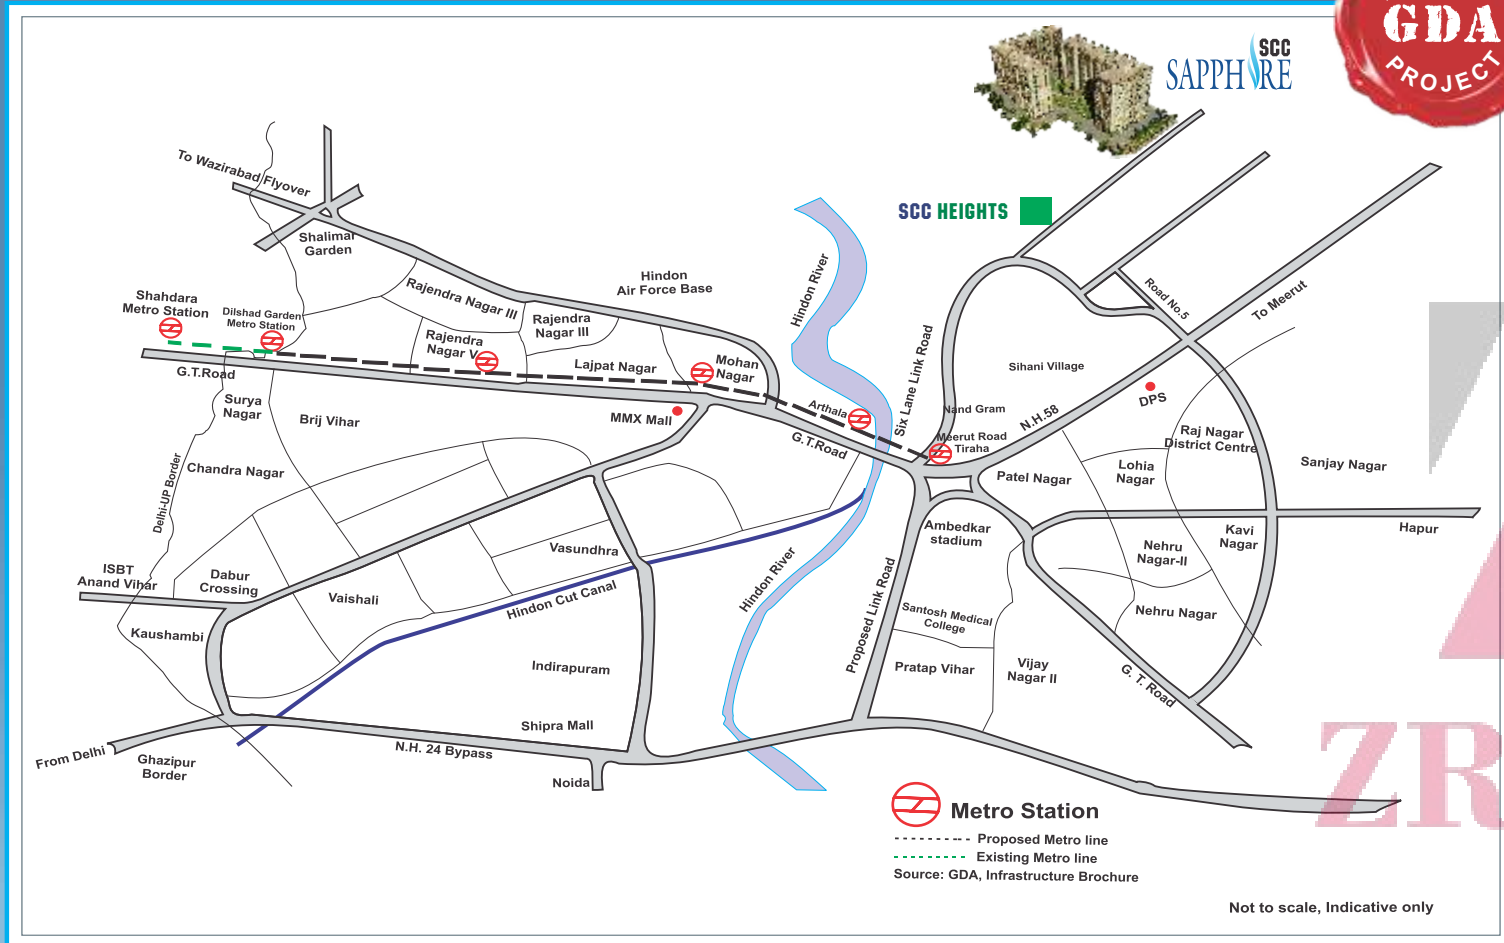 GDA
PROJECT
SCC
SAPPHIRE
SCC HEIGHTS
To Wazirabad Flyover
Shalimar
Garden
Hindon
Air Force Base
Hindon River
Road No.5
To Meerut
Shahdara
Metro Station
Dilshad Garden
Metro Station
Rajendra Nagar III
Rajendra
Nagar III
Rajendra
Nagar V
Lajpat Nagar
Mohan
Nagar
Six Lane Link Road
Sihani Village
G.T.Road
Surya
Nagar
Brij Vihar
MMX Mall
Arthala
G.T.Road
Nand Gram
Meerut Road
Tiraha
N.H.58
DPS
Raj Nagar
District Centre
Sanjay Nagar
Delhi-UP Border
Chandra Nagar
Patel Nagar
Lohia
Nagar
Ambedkar
stadium
Kavi
Nagar
Hapur
Vasundhra
Nehru
Nagar-II
ISBT
Anand Vihar
Dabur
Crossing
Vaishali
Hindon Cut Canal
Hindon River
Proposed Link Road
Santosh Medical
College
Nehru Nagar
Kaushambi
Indirapuram
Pratap Vihar
Vijay
Nagar II
G. T. Road
Shipra Mall
From Delhi
Ghazipur
Border
N.H. 24 Bypass
Noida
ZR
Metro Station
Proposed Metro line
Existing Metro line
Source: GDA, Infrastructure Brochure
Not to scale, Indicative only